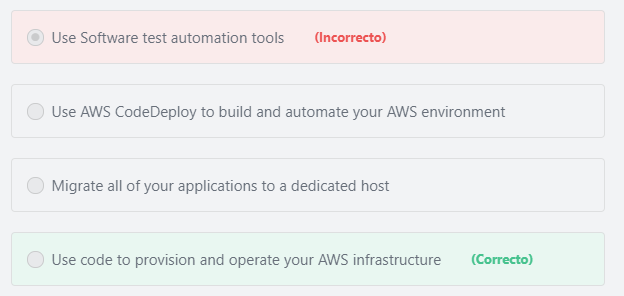 Use Software test automation tools (Incorrecto)
Use AWS CodeDeploy to build and automate your AWS environment
Migrate all of your applications to a dedicated host
Use code to provision and operate your AWS infrastructure (Correcto)